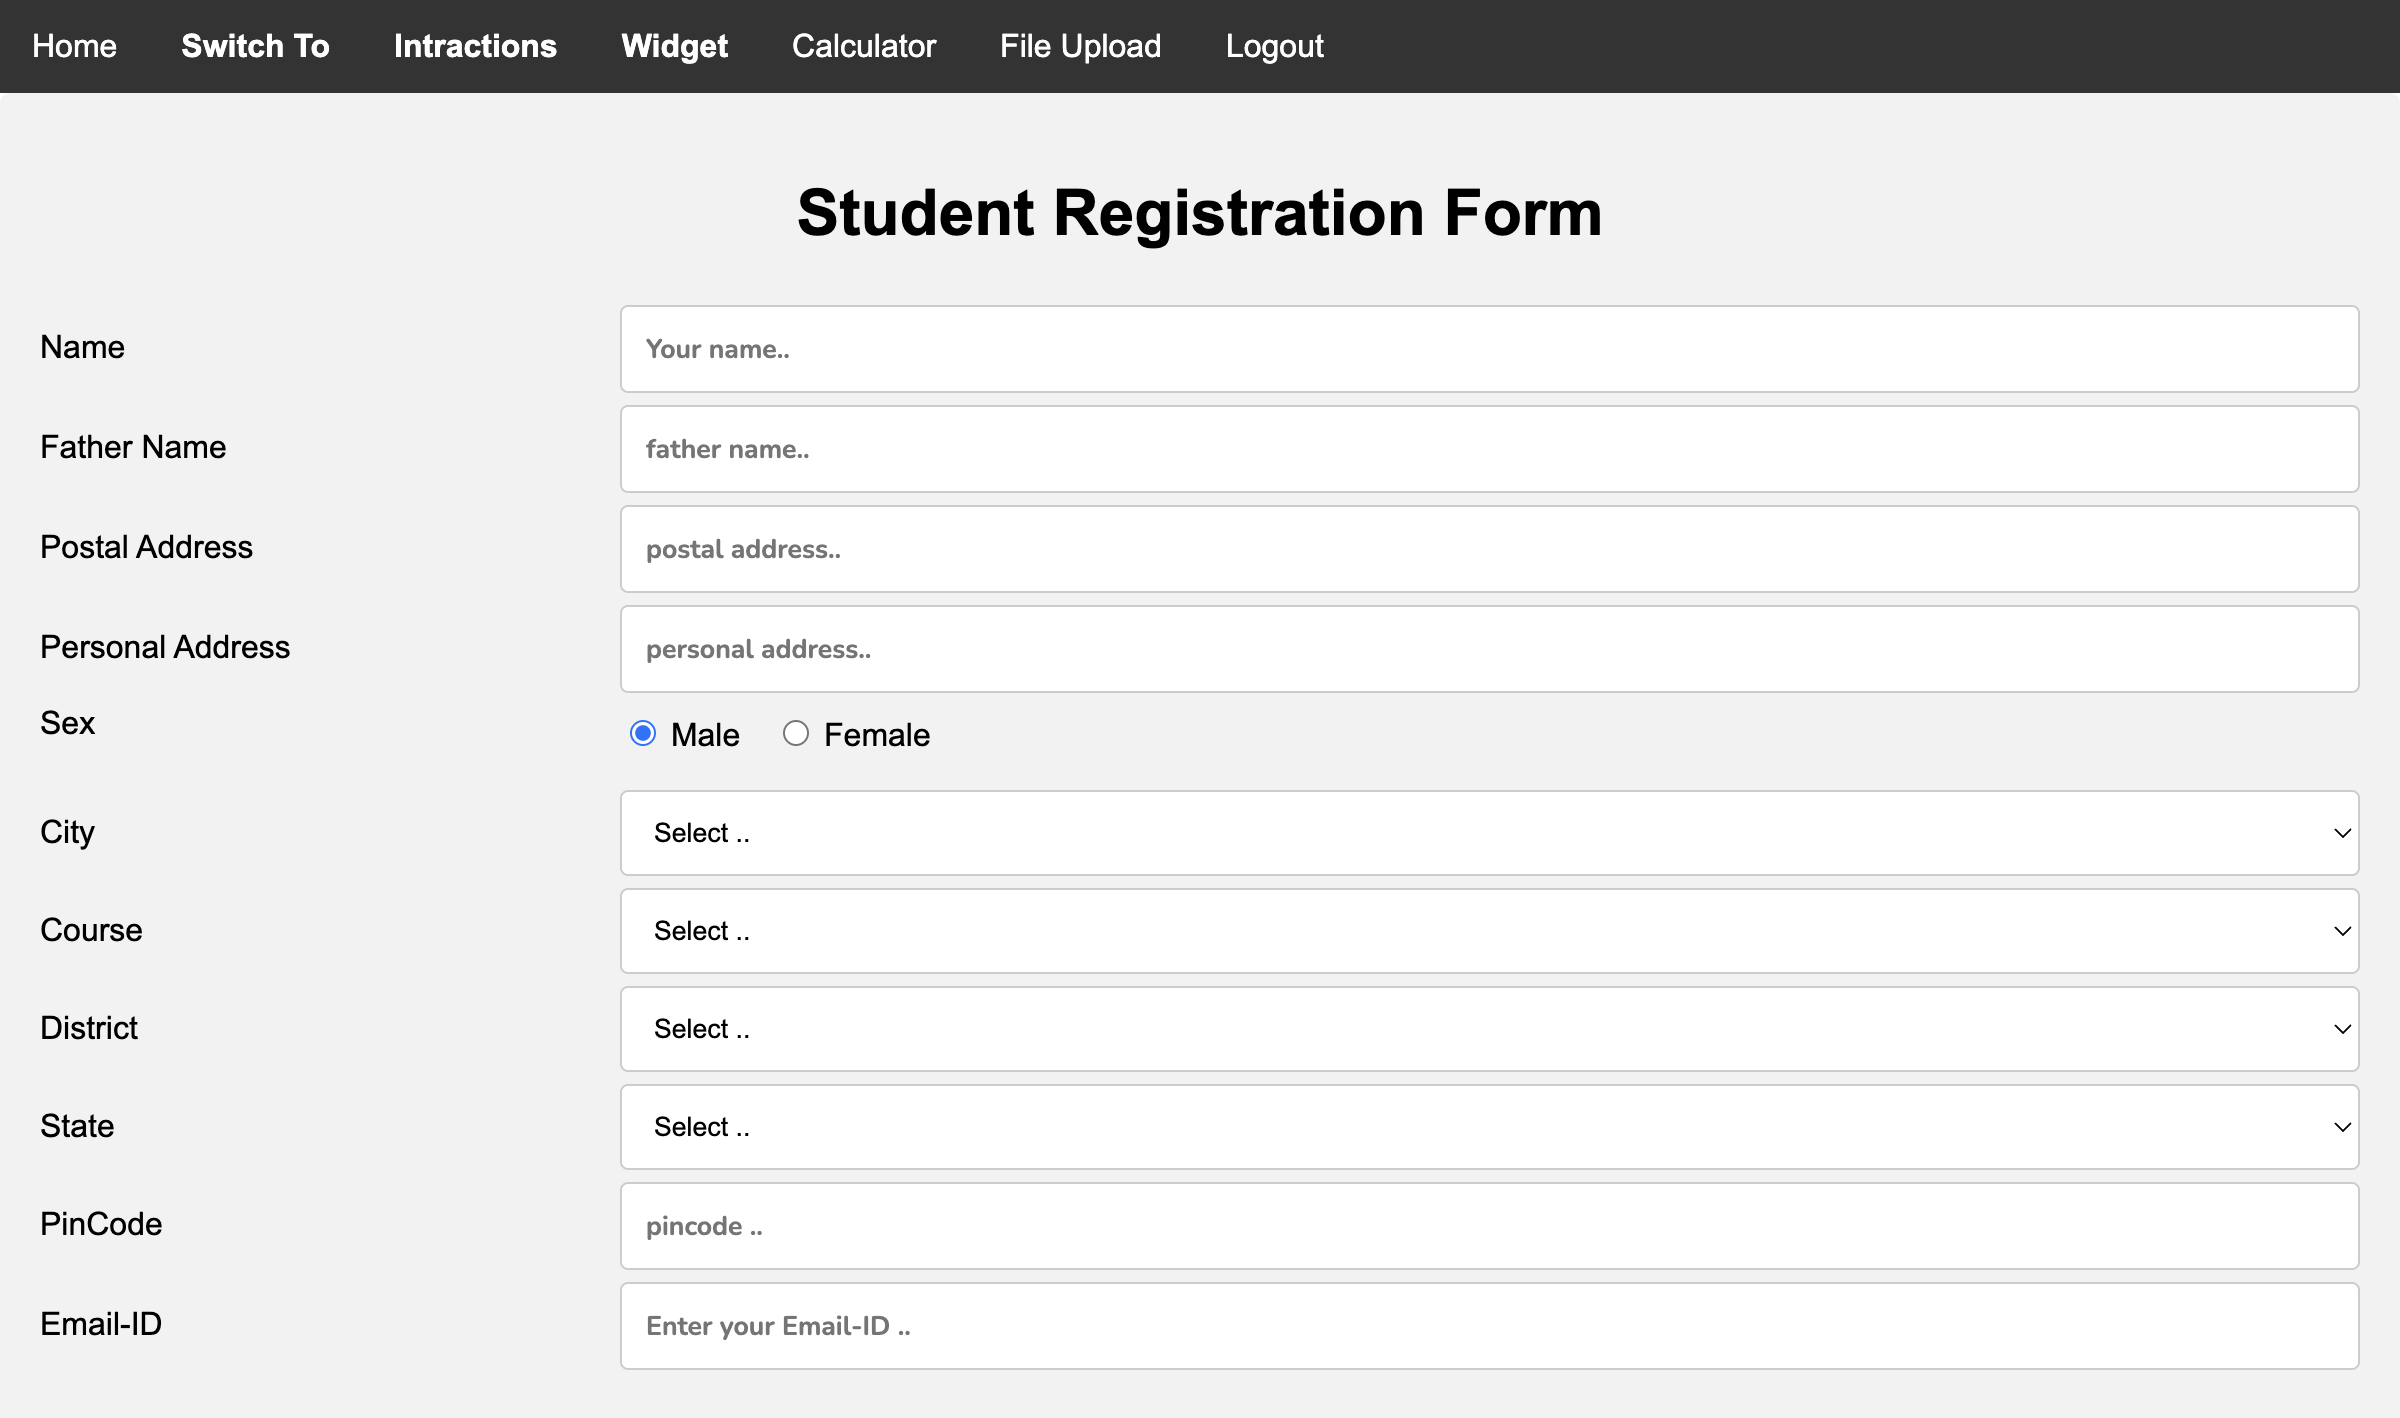 Home Switch To Intractions Widget Calculator File Upload Logout
Student Registration Form
Name Your name..
Father Name father name..
Postal Address postal address..
Personal Address personal address..
Sex Male Female
City Select ..
Course Select ..
District Select ..
State Select ..
PinCode pincode ..
Email-ID Enter your Email-ID ..